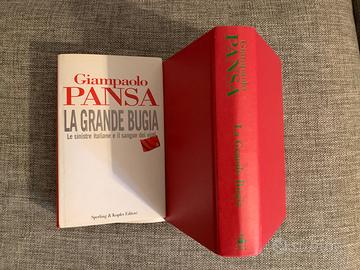 Giampaolo
PANSA
LA GRANDE BUGIA
Le sinistre italiane e il sangue dei vinti
Sperling & Kupfer Editori
Giampaolo
PANSA
La Grande Bugia
subito